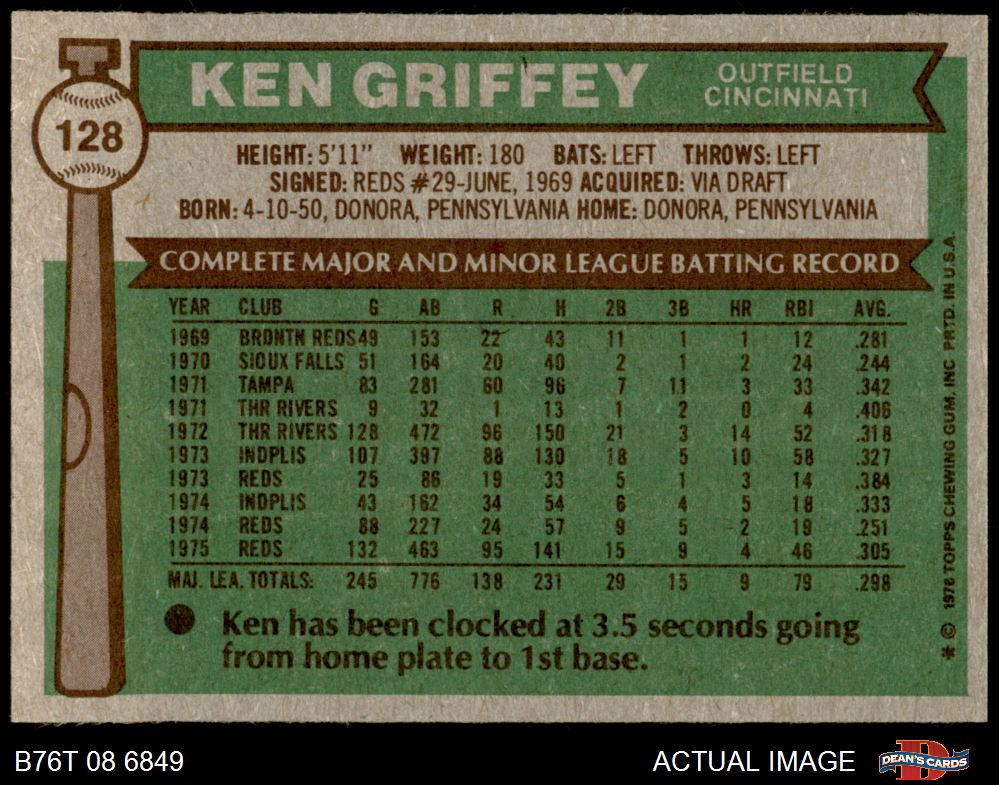 KEN GRIFFEY
OUTFIELD
CINCINNATI
128
HEIGHT: 5'11" WEIGHT: 180 BATS: LEFT THROWS: LEFT
SIGNED: REDS #29-JUNE, 1969 ACQUIRED: VIA DRAFT
BORN: 4-10-50, DONORA, PENNSYLVANIA HOME: DONORA, PENNSYLVANIA
COMPLETE MAJOR AND MINOR LEAGUE BATTING RECORD
YEAR CLUB G AB R H 2B 3B HR RBI AVG.
1969 BRDNTN REDS 49 153 22 43 11 1 1 12 .281
1970 SIOUX FALLS 51 164 20 40 2 1 2 24 .244
1971 TAMPA 83 281 60 96 7 11 3 33 .342
1971 THR RIVERS 9 32 1 13 1 2 0 4 .406
1972 THR RIVERS 128 472 96 150 21 3 14 52 .318
1973 INDPLIS 107 397 88 130 18 5 10 58 .327
1973 REDS 25 86 19 33 5 1 3 14 .384
1974 INDPLIS 43 162 34 54 6 4 5 18 .333
1974 REDS 88 227 24 57 9 5 2 19 .251
1975 REDS 132 463 95 141 15 9 4 46 .305
MAJ. LEA. TOTALS: 245 776 138 231 29 15 9 79 .298
Ken has been clocked at 3.5 seconds going
from home plate to 1st base.
* © 1976 TOPPS CHEWING GUM, INC PRTD. IN U.S.A.
B76T 08 6849
ACTUAL IMAGE
D
DEAN'S CARDS